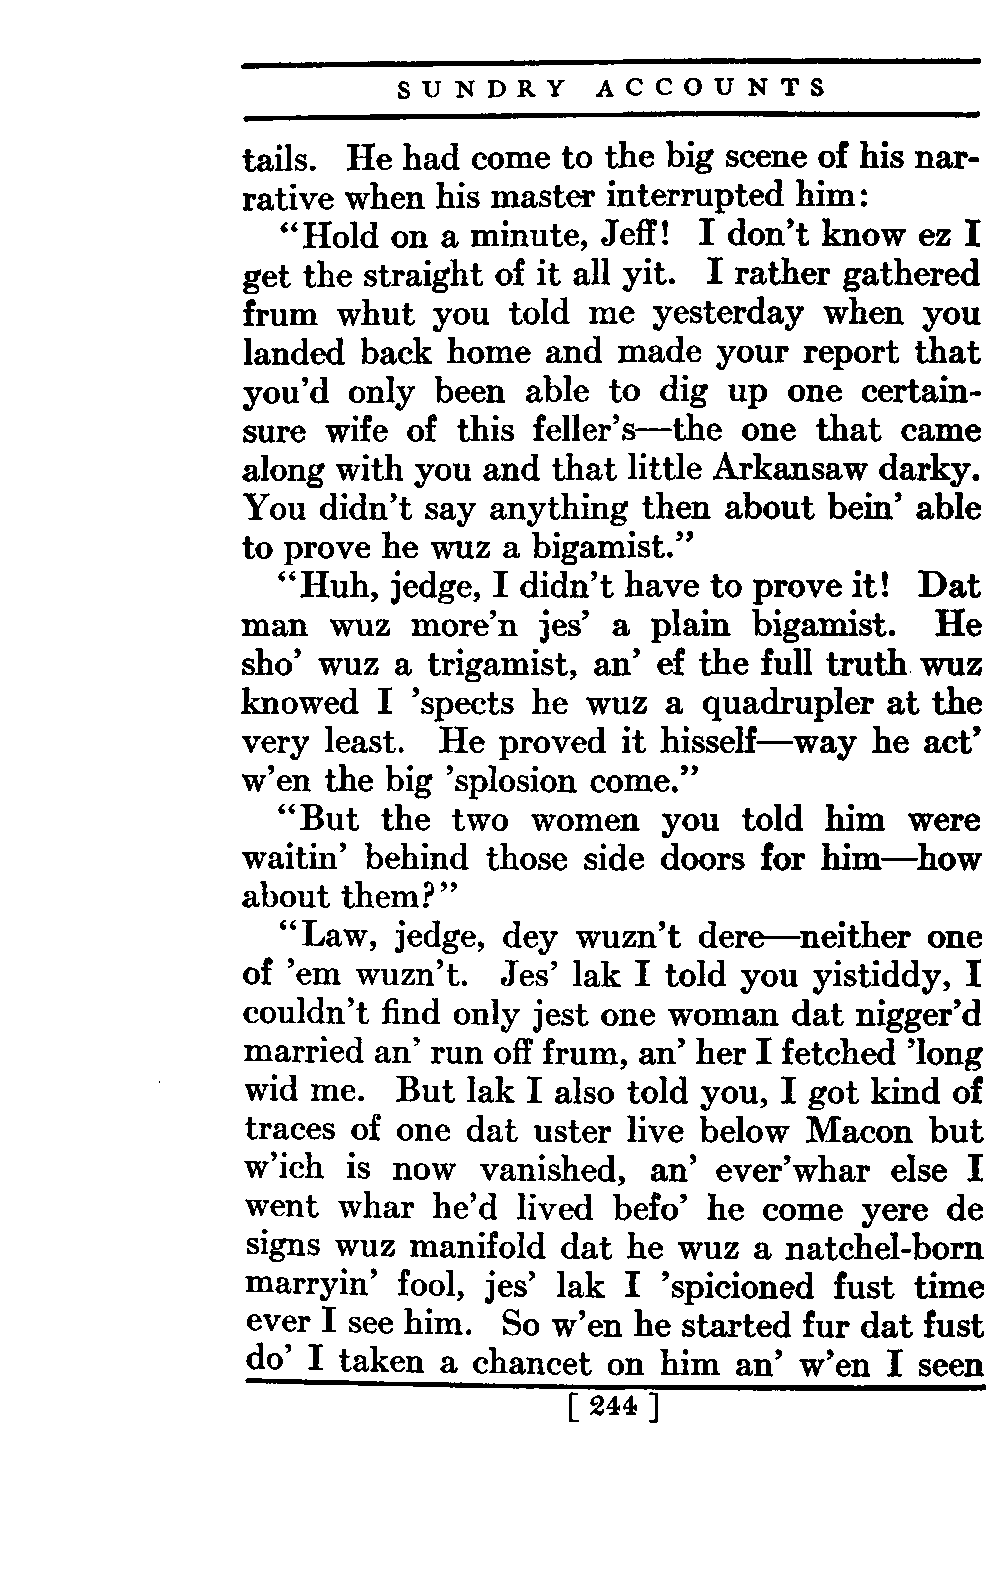 SUNDRY ACCOUNTS
tails. He had come to the big scene of his nar-
rative when his master interrupted him:
“Hold on a minute, Jeff! I don’t know ez I
get the straight of it all yit. I rather gathered
frum whut you told me yesterday when you
landed back home and made your report that
you’d only been able to dig up one certain-
sure wife of this feller’s—the one that came
along with you and that little Arkansaw darky.
You didn’t say anything then about bein’ able
to prove he wuz a bigamist.”
“Huh, jedge, I didn’t have to prove it! Dat
man wuz more’n jes’ a plain bigamist. He
sho’ wuz a trigamist, an’ ef the full truth wuz
knowed I ’spects he wuz a quadrupler at the
very least. He proved it hisself—way he act’
w’en the big ’splosion come.”
“But the two women you told him were
waitin’ behind those side doors for him—how
about them?”
“Law, jedge, dey wuzn’t dere—neither one
of ’em wuzn’t. Jes’ lak I told you yistiddy, I
couldn’t find only jest one woman dat nigger’d
married an’ run off frum, an’ her I fetched ’long
wid me. But lak I also told you, I got kind of
traces of one dat uster live below Macon but
w’ich is now vanished, an’ ever’whar else I
went whar he’d lived befo’ he come yere de
signs wuz manifold dat he wuz a natchel-born
marryin’ fool, jes’ lak I ’spicioned fust time
ever I see him. So w’en he started fur dat fust
do’ I taken a chancet on him an’ w’en I seen
[ 244 ]